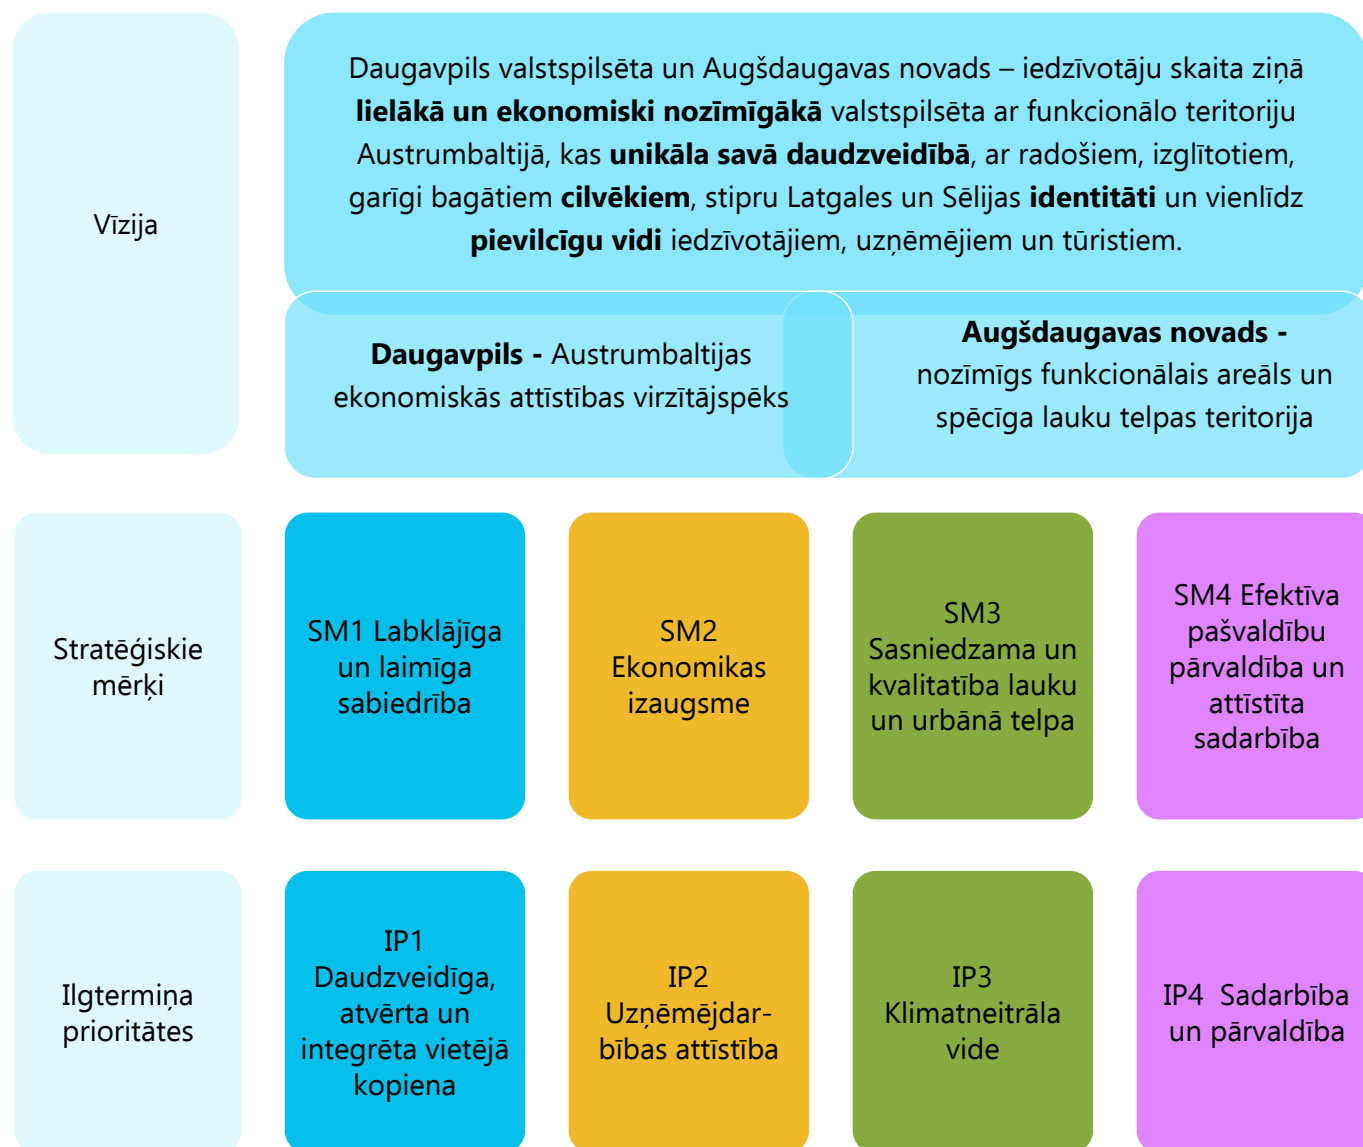 Vīzija
Daugavpils valstspilsēta un Augšdaugavas novads – iedzīvotāju skaita ziņā
lielākā un ekonomiski nozīmīgākā valstspilsēta ar funkcionālo teritoriju
Austrumbaltijā, kas unikāla savā daudzveidībā, ar radošiem, izglītotiem,
garīgi bagātiem cilvēkiem, stipru Latgales un Sēlijas identitāti un vienlīdz
pievilcīgu vidi iedzīvotājiem, uzņēmējiem un tūristiem.
Daugavpils - Austrumbaltijas
ekonomiskās attīstības virzītājspēks
Augšdaugavas novads -
nozīmīgs funkcionālais areāls un
spēcīga lauku telpas teritorija
Stratēģiskie
mērķi
SM1 Labklājīga
un laimīga
sabiedrība
SM2
Ekonomikas
izaugsme
SM3
Sasniedzama un
kvalitatība lauku
un urbānā telpa
SM4 Efektīva
pašvaldību
pārvaldība un
attīstīta
sadarbība
Ilgtermiņa
prioritātes
IP1
Daudzveidīga,
atvērta un
integrēta vietējā
kopiena
IP2
Uzņēmējdar-
bības attīstība
IP3
Klimatneitrāla
vide
IP4  Sadarbība
un pārvaldība